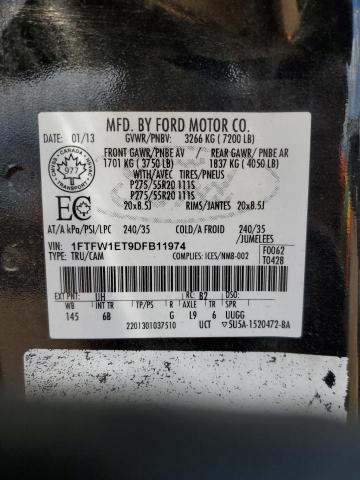 MFD. BY FORD MOTOR CO.
DATE: 01/13 GVWR/PNBV: 3266 KG ( 7200 LB)
FRONT GAWR/PNBE AV REAR GAWR/PNBE AR
1701 KG ( 3750 LB) 1837 KG ( 4050 LB)
WITH/AVEC TIRES/PNEUS
P275/55R20 111S
P275/55R20 111S
20x8.5J RIMS/JANTES 20x8.5J
AT/A kPa/PSI/LPC 240/35 COLD/A FROID 240/35
/JUMELEES
VIN: 1FTFW1ET9DFB11974 F0062
TYPE: TRU/CAM COMPLIES: ICES/NMB-002 T0428
EXT PNT: UH RC: B2 DSO:
WB INT TR TP/PS R AXLE TR SPR
145 6B G L9 6 UUGG
2201301037510 UCT 5U5A-1520472-BA
CANADA
977
EC